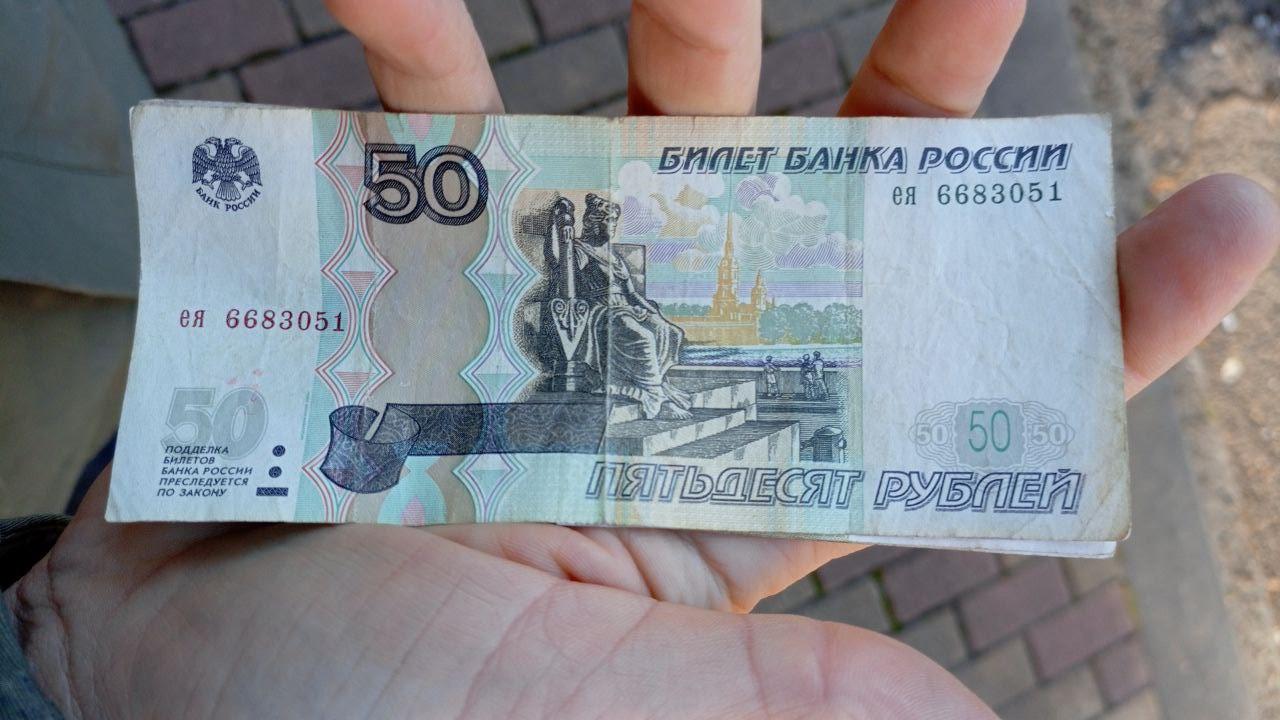 50
БИЛЕТ БАНКА РОССИИ
БАНК РОССИИ
ея 6683051
ея 6683051
50
ПОДДЕЛКА
БИЛЕТОВ
БАНКА РОССИИ
ПРЕСЛЕДУЕТСЯ
ПО ЗАКОНУ
50 50 50
ПЯТЬДЕСЯТ РУБЛЕЙ